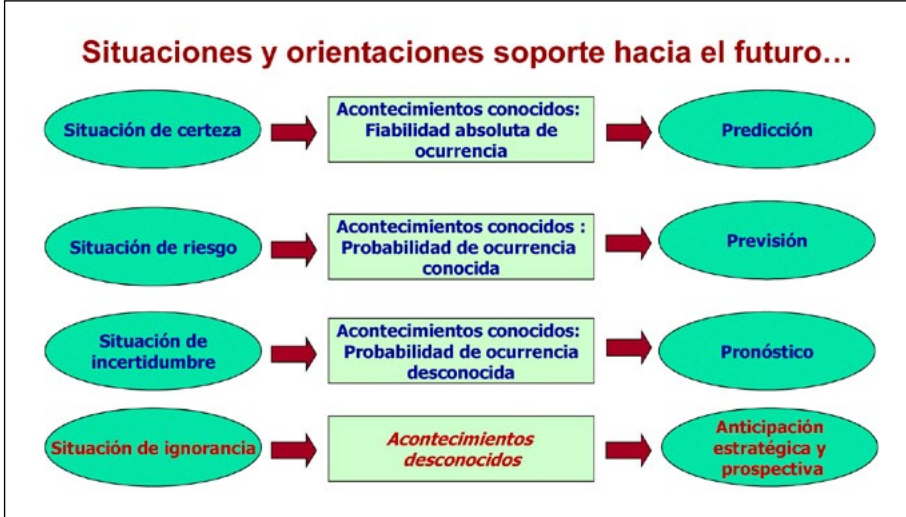 Situaciones y orientaciones soporte hacia el futuro...
Situación de certeza
Acontecimientos conocidos:
Fiabilidad absoluta de
ocurrencia
Predicción
Situación de riesgo
Acontecimientos conocidos :
Probabilidad de ocurrencia
conocida
Previsión
Situación de
incertidumbre
Acontecimientos conocidos:
Probabilidad de ocurrencia
desconocida
Pronóstico
Situación de ignorancia
Acontecimientos
desconocidos
Anticipación
estratégica y
prospectiva